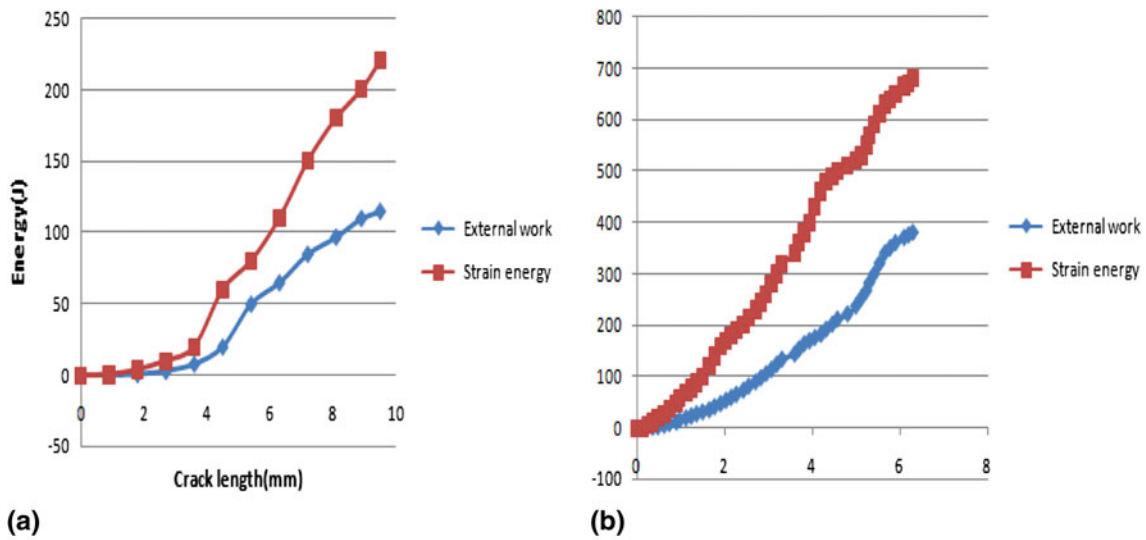 250
200
150
100
50
0
-50
Energy(J)
0 2 4 6 8 10
Crack length(mm)
External work
Strain energy
(a)
800
700
600
500
400
300
200
100
0
-100
0 2 4 6 8
External work
Strain energy
(b)